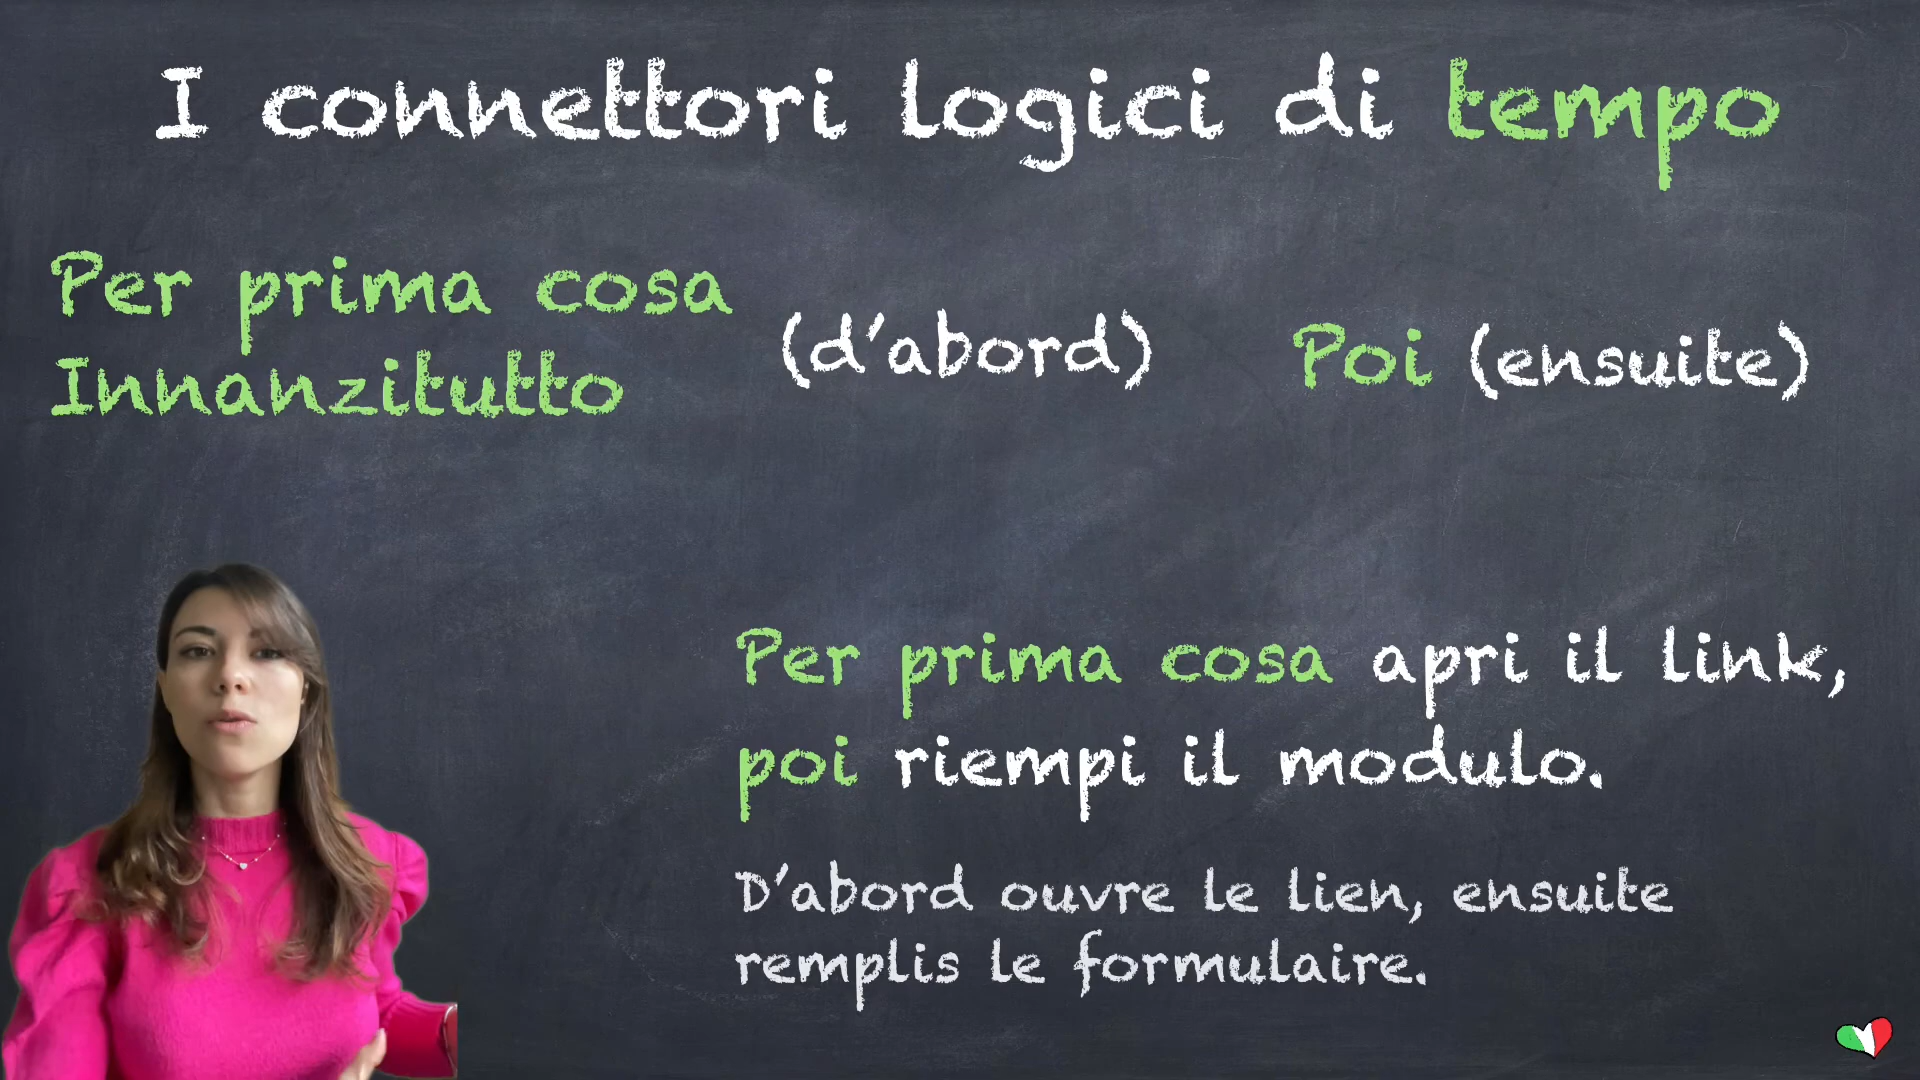 I connettori logici di tempo
Per prima cosa
Innanzitutto
(d'abord)
Poi (ensuite)
Per prima cosa apri il link,
poi riempi il modulo.
D'abord ouvre le lien, ensuite
remplis le formulaire.